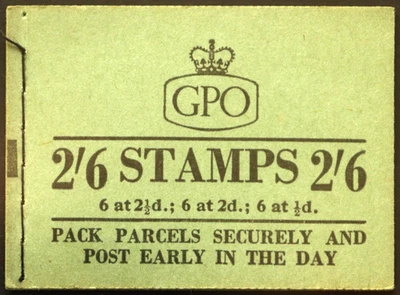 GPO
2/6 STAMPS 2/6
6 at 2½d.; 6 at 2d.; 6 at ½d.
PACK PARCELS SECURELY AND
POST EARLY IN THE DAY